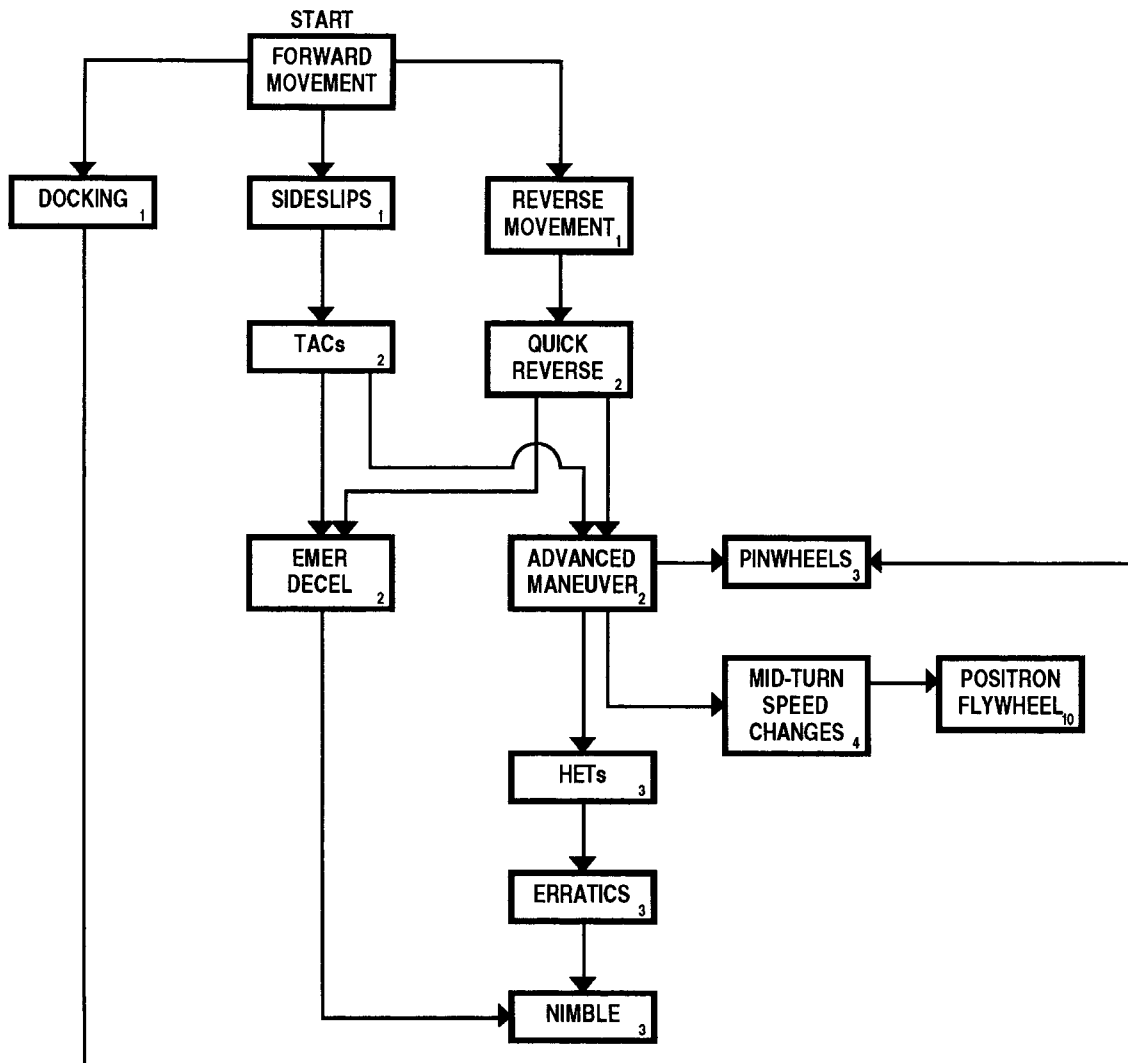 START
FORWARD
MOVEMENT
DOCKING 1
SIDESLIPS 1
REVERSE
MOVEMENT 1
TACs 2
QUICK
REVERSE 2
EMER
DECEL 2
ADVANCED
MANEUVER 2
PINWHEELS 3
MID-TURN
SPEED
CHANGES 4
POSITRON
FLYWHEEL 10
HETs 3
ERRATICS 3
NIMBLE 3